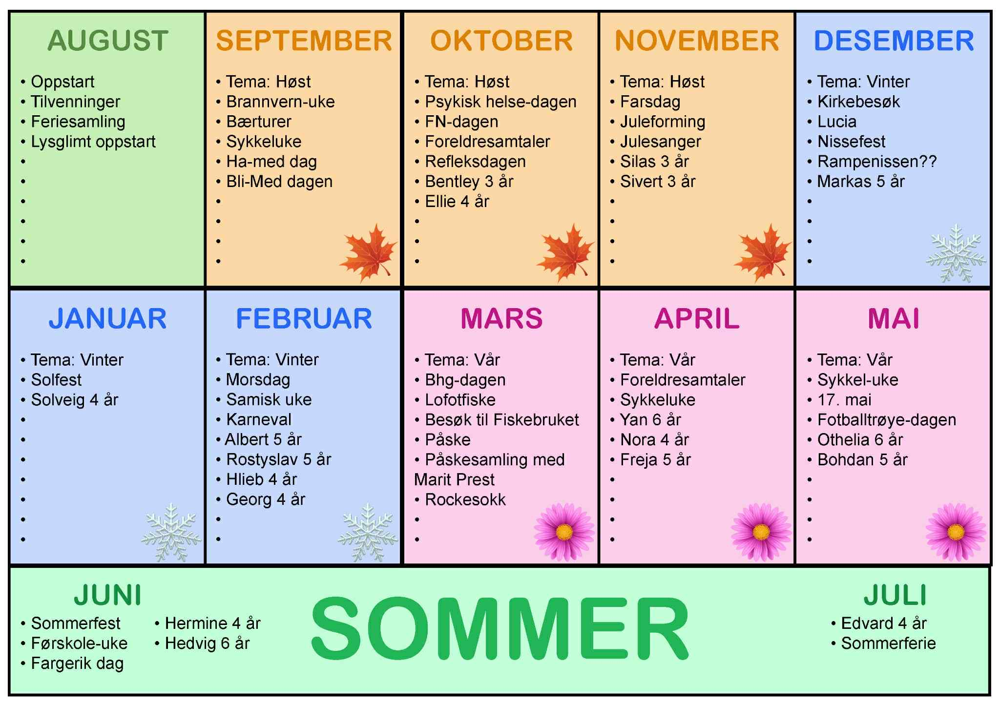 AUGUST
• Oppstart
• Tilvenninger
• Feriesamling
• Lysglimt oppstart
•
•
•
•
•
•
SEPTEMBER
• Tema: Høst
• Brannvern-uke
• Bærturer
• Sykkeluke
• Ha-med dag
• Bli-Med dagen
•
•
•
•
OKTOBER
• Tema: Høst
• Psykisk helse-dagen
• FN-dagen
• Foreldresamtaler
• Refleksdagen
• Bentley 3 år
• Ellie 4 år
•
•
•
NOVEMBER
• Tema: Høst
• Farsdag
• Juleforming
• Julesanger
• Silas 3 år
• Sivert 3 år
•
•
•
•
DESEMBER
• Tema: Vinter
• Kirkebesøk
• Lucia
• Nissefest
• Rampenissen??
• Markas 5 år
•
•
•
•
JANUAR
• Tema: Vinter
• Solfest
• Solveig 4 år
•
•
•
•
•
•
•
FEBRUAR
• Tema: Vinter
• Morsdag
• Samisk uke
• Karneval
• Albert 5 år
• Rostyslav 5 år
• Hlieb 4 år
• Georg 4 år
•
•
MARS
• Tema: Vår
• Bhg-dagen
• Lofotfiske
• Besøk til Fiskebruket
• Påske
• Påskesamling med
Marit Prest
• Rockesokk
•
•
APRIL
• Tema: Vår
• Foreldresamtaler
• Sykkeluke
• Yan 6 år
• Nora 4 år
• Freja 5 år
•
•
•
•
MAI
• Tema: Vår
• Sykkel-uke
• 17. mai
• Fotballtrøye-dagen
• Othelia 6 år
• Bohdan 5 år
•
•
•
•
JUNI
• Sommerfest
• Førskole-uke
• Fargerik dag
• Hermine 4 år
• Hedvig 6 år
SOMMER
JULI
• Edvard 4 år
• Sommerferie